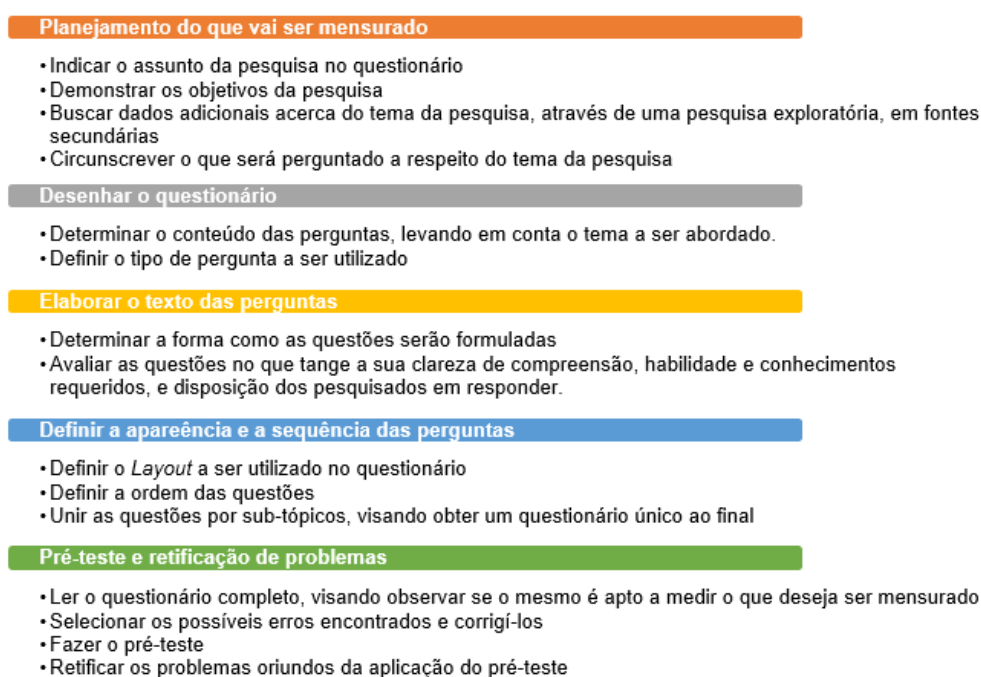 Planejamento do que vai ser mensurado
•Indicar o assunto da pesquisa no questionário
•Demonstrar os objetivos da pesquisa
•Buscar dados adicionais acerca do tema da pesquisa, através de uma pesquisa exploratória, em fontes
secundárias
•Circunscrever o que será perguntado a respeito do tema da pesquisa
Desenhar o questionário
•Determinar o conteúdo das perguntas, levando em conta o tema a ser abordado.
•Definir o tipo de pergunta a ser utilizado
Elaborar o texto das perguntas
•Determinar a forma como as questões serão formuladas
•Avaliar as questões no que tange a sua clareza de compreensão, habilidade e conhecimentos
requeridos, e disposição dos pesquisados em responder.
Definir a apareência e a sequência das perguntas
•Definir o Layout a ser utilizado no questionário
•Definir a ordem das questões
•Unir as questões por sub-tópicos, visando obter um questionário único ao final
Pré-teste e retificação de problemas
•Ler o questionário completo, visando observar se o mesmo é apto a medir o que deseja ser mensurado
•Selecionar os possíveis erros encontrados e corrigí-los
•Fazer o pré-teste
•Retificar os problemas oriundos da aplicação do pré-teste